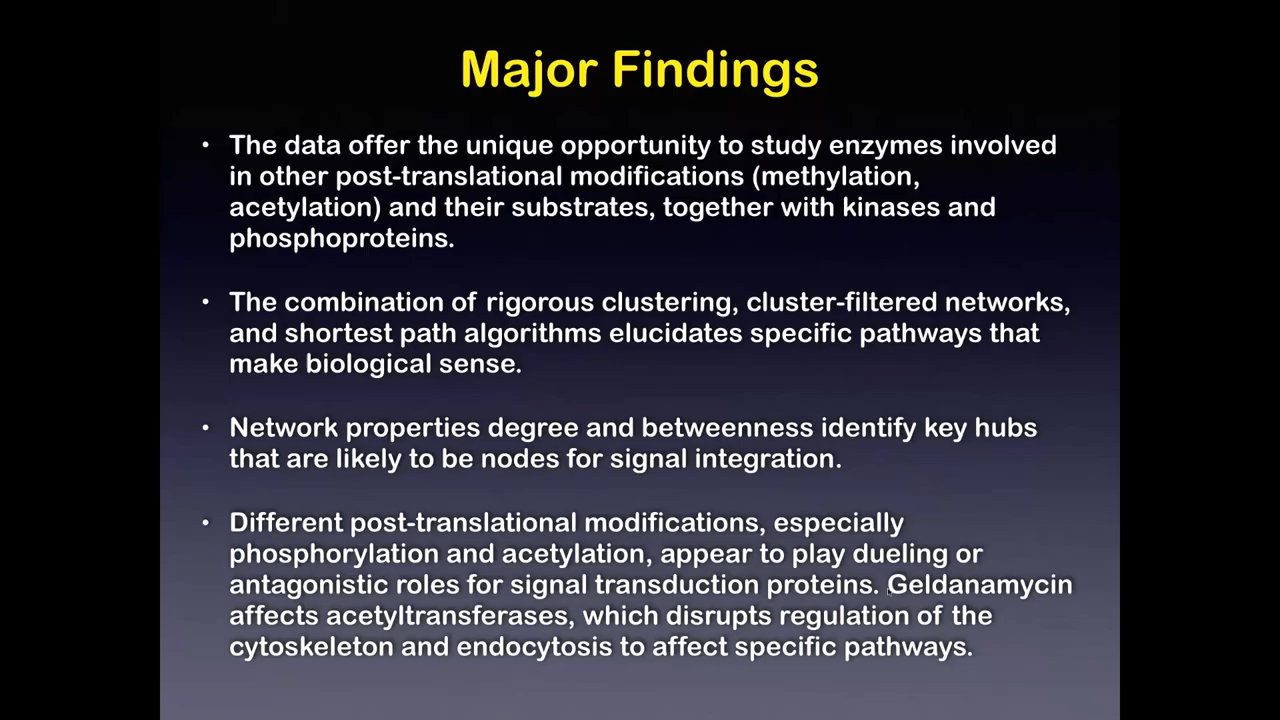 Major Findings
• The data offer the unique opportunity to study enzymes involved
in other post-translational modifications (methylation,
acetylation) and their substrates, together with kinases and
phosphoproteins.
• The combination of rigorous clustering, cluster-filtered networks,
and shortest path algorithms elucidates specific pathways that
make biological sense.
• Network properties degree and betweenness identify key hubs
that are likely to be nodes for signal integration.
• Different post-translational modifications, especially
phosphorylation and acetylation, appear to play dueling or
antagonistic roles for signal transduction proteins. Geldanamycin
affects acetyltransferases, which disrupts regulation of the
cytoskeleton and endocytosis to affect specific pathways.